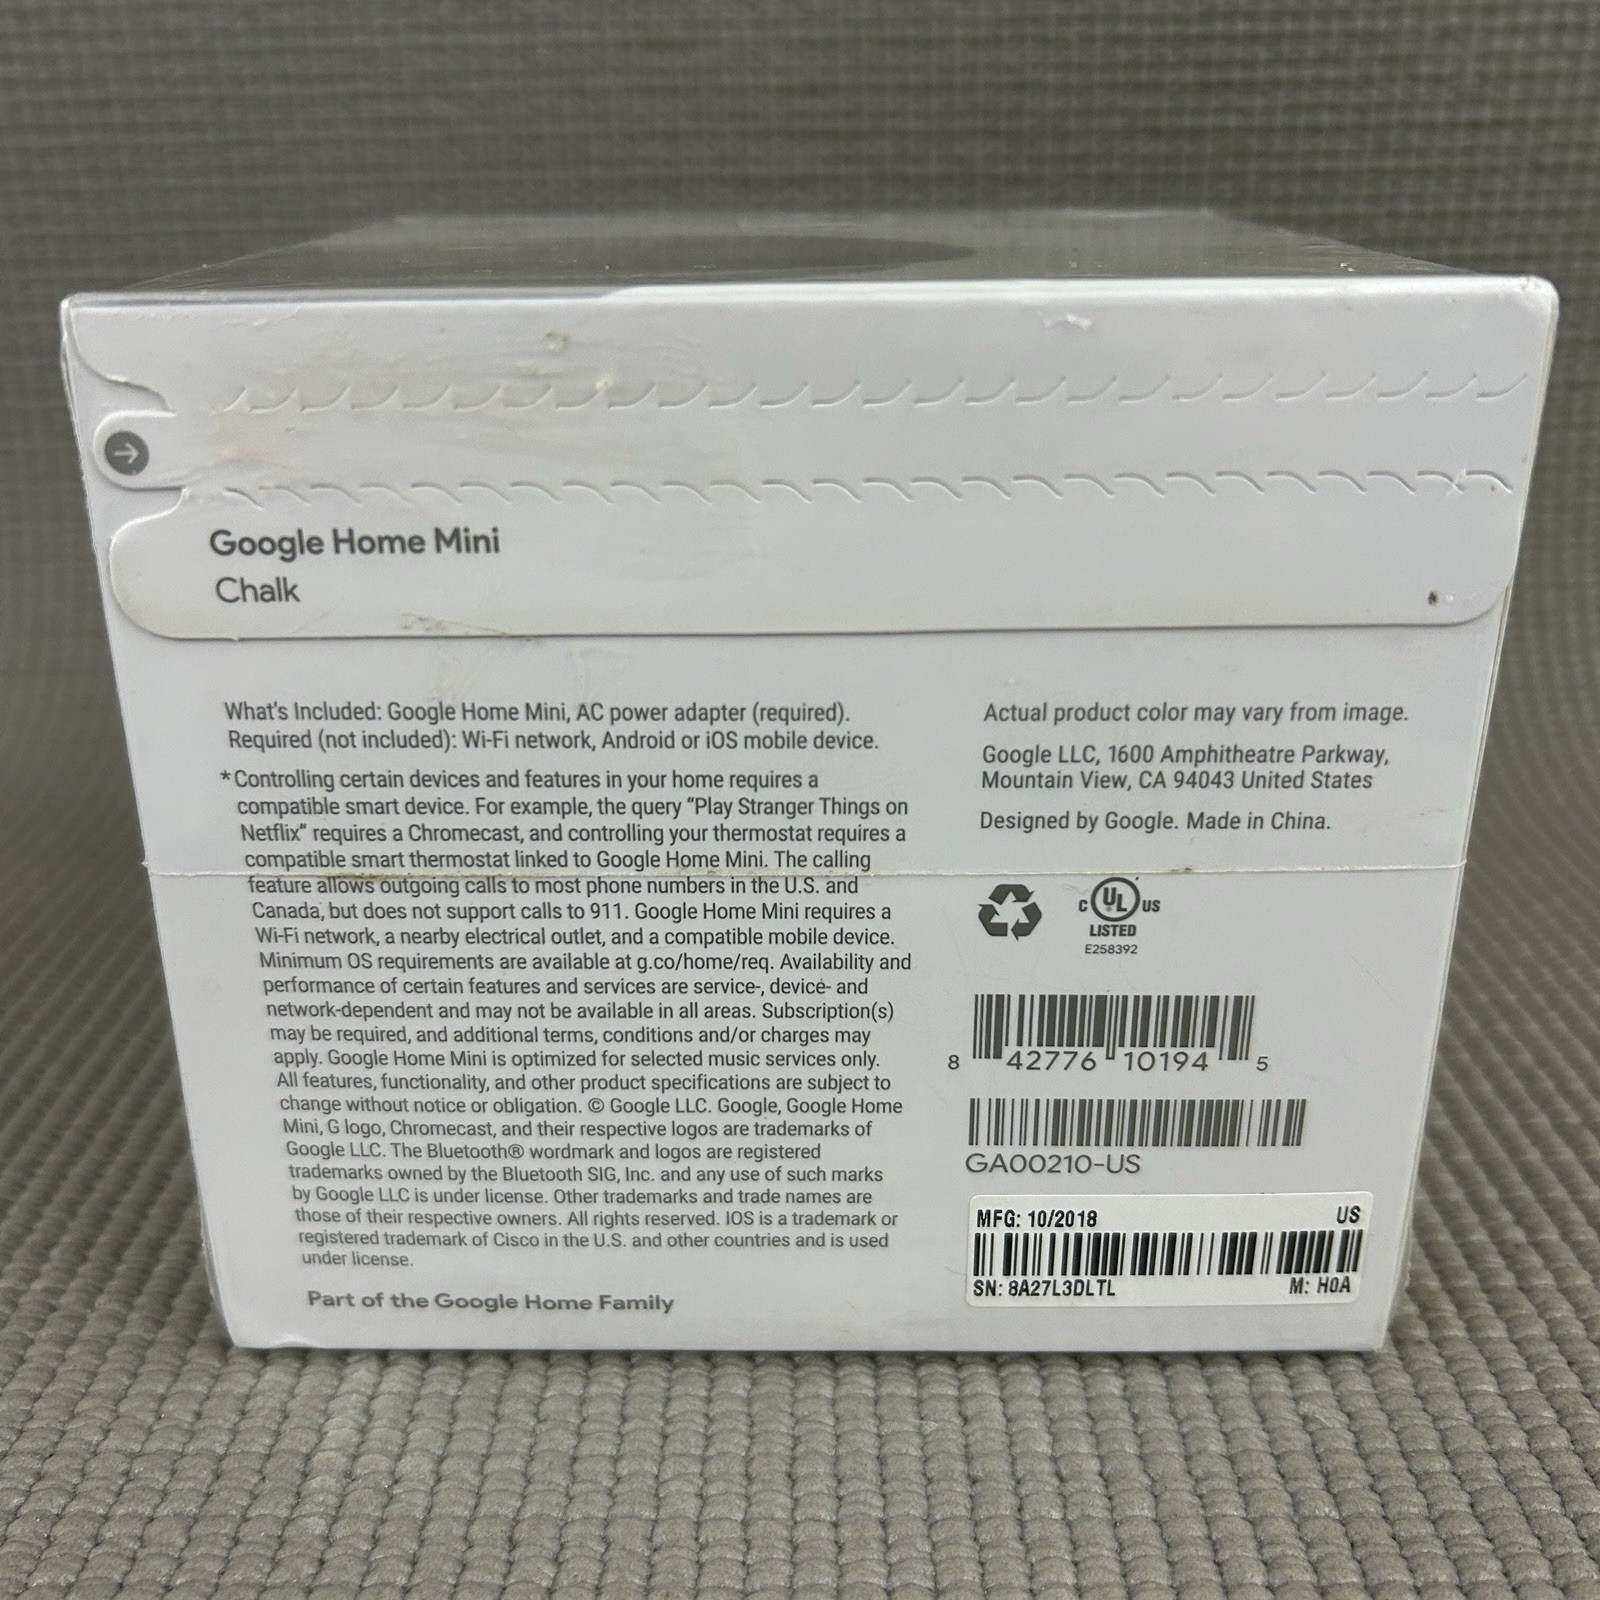 Google Home Mini
Chalk
What's Included: Google Home Mini, AC power adapter (required).
Required (not included): Wi-Fi network, Android or iOS mobile device.
*Controlling certain devices and features in your home requires a
compatible smart device. For example, the query “Play Stranger Things on
Netflix” requires a Chromecast, and controlling your thermostat requires a
compatible smart thermostat linked to Google Home Mini. The calling
feature allows outgoing calls to most phone numbers in the U.S. and
Canada, but does not support calls to 911. Google Home Mini requires a
Wi-Fi network, a nearby electrical outlet, and a compatible mobile device.
Minimum OS requirements are available at g.co/home/req. Availability and
performance of certain features and services are service-, device- and
network-dependent and may not be available in all areas. Subscription(s)
may be required, and additional terms, conditions and/or charges may
apply. Google Home Mini is optimized for selected music services only.
All features, functionality, and other product specifications are subject to
change without notice or obligation. © Google LLC. Google, Google Home
Mini, G logo, Chromecast, and their respective logos are trademarks of
Google LLC. The Bluetooth® wordmark and logos are registered
trademarks owned by the Bluetooth SIG, Inc. and any use of such marks
by Google LLC is under license. Other trademarks and trade names are
those of their respective owners. All rights reserved. IOS is a trademark or
registered trademark of Cisco in the U.S. and other countries and is used
under license.
Part of the Google Home Family
Actual product color may vary from image.
Google LLC, 1600 Amphitheatre Parkway,
Mountain View, CA 94043 United States
Designed by Google. Made in China.
C UL US
LISTED
E258392
8 42776 10194 5
GA00210-US
MFG: 10/2018 US
SN: 8A27L3DLTL M: H0A